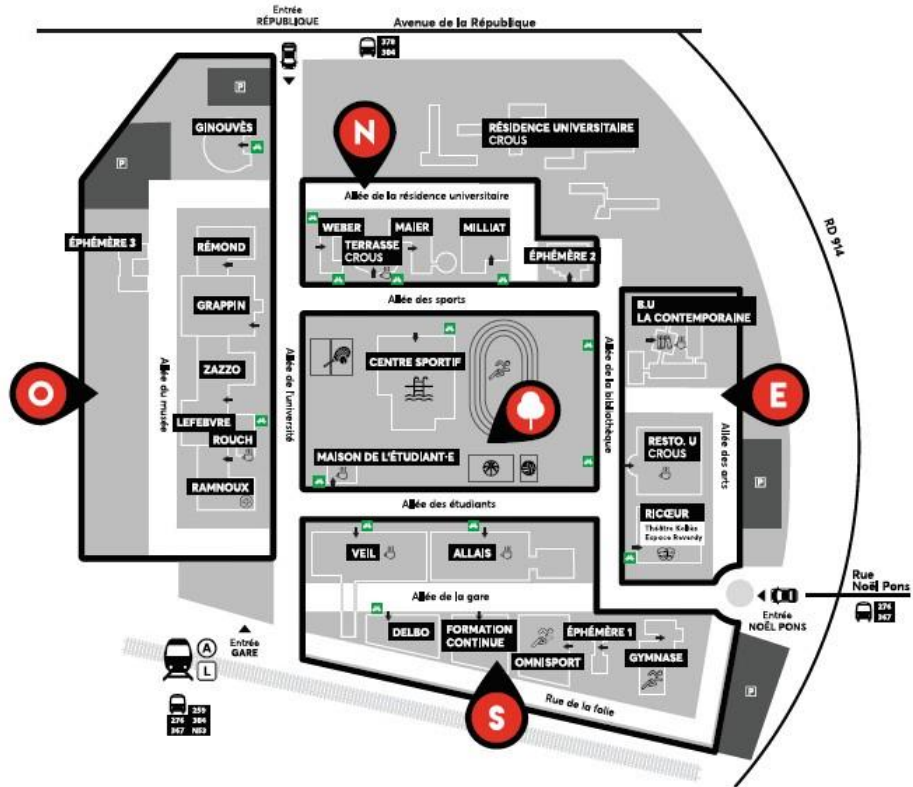 Entrée
RÉPUBLIQUE
Avenue de la République
378
304
P
GINOUVÈS
P
N
RÉSIDENCE UNIVERSITAIRE
CROUS
Allée de la résidence universitaire
WEBER
MAIER
MILLIAT
TERRASSE
CROUS
ÉPHÉMÈRE 2
ÉPHÉMÈRE 3
RÉMOND
RD 914
Allée des sports
GRAPPIN
B.U
LA CONTEMPORAINE
CENTRE SPORTIF
ZAZZO
O
E
Allée du musée
Allée de l'université
Allée de la bibliothèque
Allée des arts
LEFEBVRE
ROUCH
MAISON DE L'ÉTUDIANT·E
RESTO. U
CROUS
RAMNOUX
P
Allée des étudiants
RICŒUR
Théâtre Koltès
Espace Reverdy
VEIL
ALLAIS
Rue
Noël Pons
276
367
Entrée
NOËL PONS
Allée de la gare
Entrée
GARE
DELBO
FORMATION
CONTINUE
ÉPHÉMÈRE 1
OMNISPORT
GYMNASE
A
L
P
Rue de la folie
S
259
276 304
367 N53